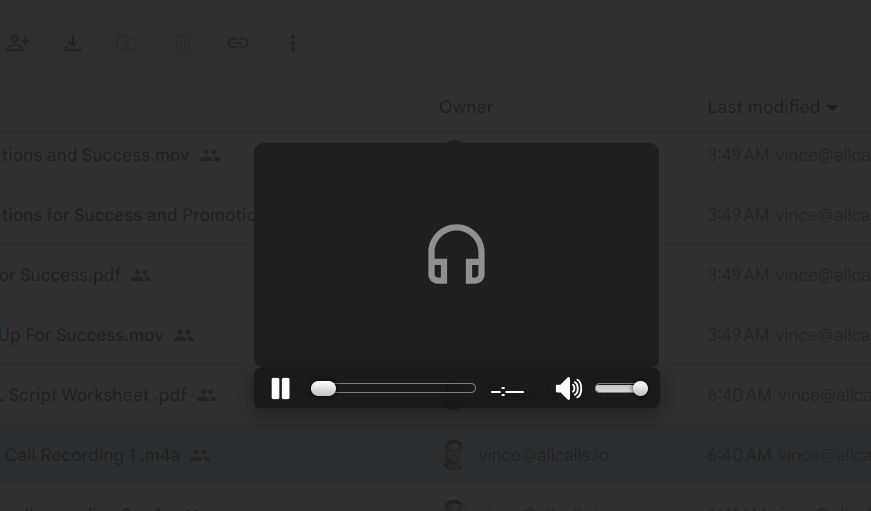 Owner
Last modified
tions and Success.mov
3:49 AM vince@allca
tions for Success and Promotic
3:49 AM vince@allca
or Success.pdf
3:49 AM vince@allca
Up For Success.mov
3:49 AM vince@allca
L Script Worksheet .pdf
6:40 AM vince@allca
Call Recording 1 .m4a
vince@allcalls.io
6:40 AM vince@allca
--:--